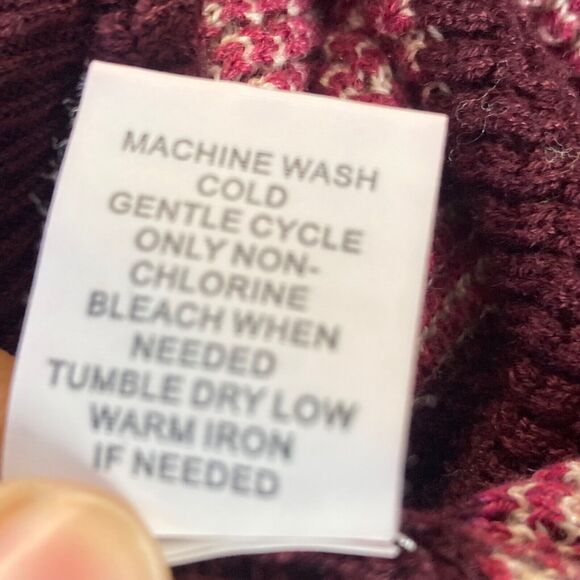 MACHINE WASH
COLD
GENTLE CYCLE
ONLY NON-
CHLORINE
BLEACH WHEN
NEEDED
TUMBLE DRY LOW
WARM IRON
IF NEEDED